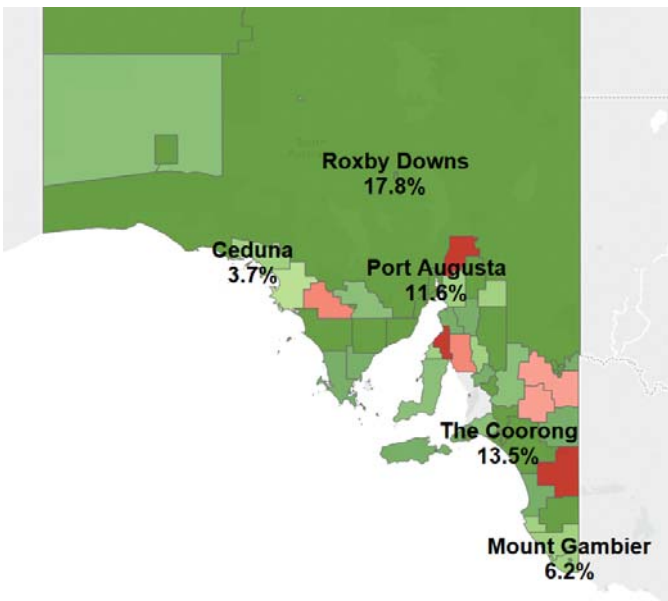 Roxby Downs
17.8%
Ceduna
3.7%
Port Augusta
11.6%
The Coorong
13.5%
Mount Gambier
6.2%